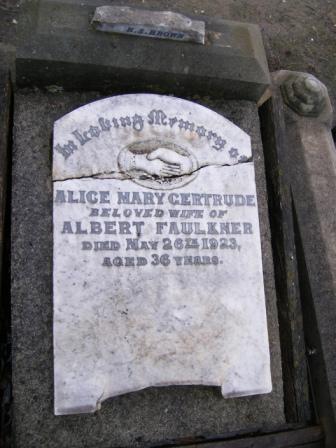 R.A. BROWN
In Loving Memory of
ALICE MARY GERTRUDE
BELOVED WIFE OF
ALBERT FAULKNER
DIED MAY 26TH 1923,
AGED 36 YEARS.